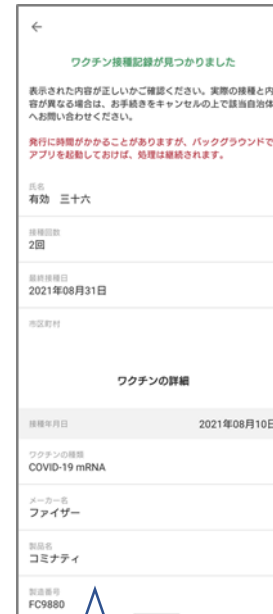 ワクチン接種記録が見つかりました
表示された内容が正しいかご確認ください。実際の接種と内
容が異なる場合は、お手続きをキャンセルの上で該当自治体
へお問い合わせください。
発行に時間がかかることがありますが、バックグラウンドで
アプリを起動しておけば、処理は継続されます。
氏名
有効 三十六
接種回数
2回
最終接種日
2021年08月31日
市区町村
ワクチンの詳細
接種年月日 2021年08月10日
ワクチンの種類
COVID-19 mRNA
メーカー名
ファイザー
製品名
コミナティ
製造番号
FC9880